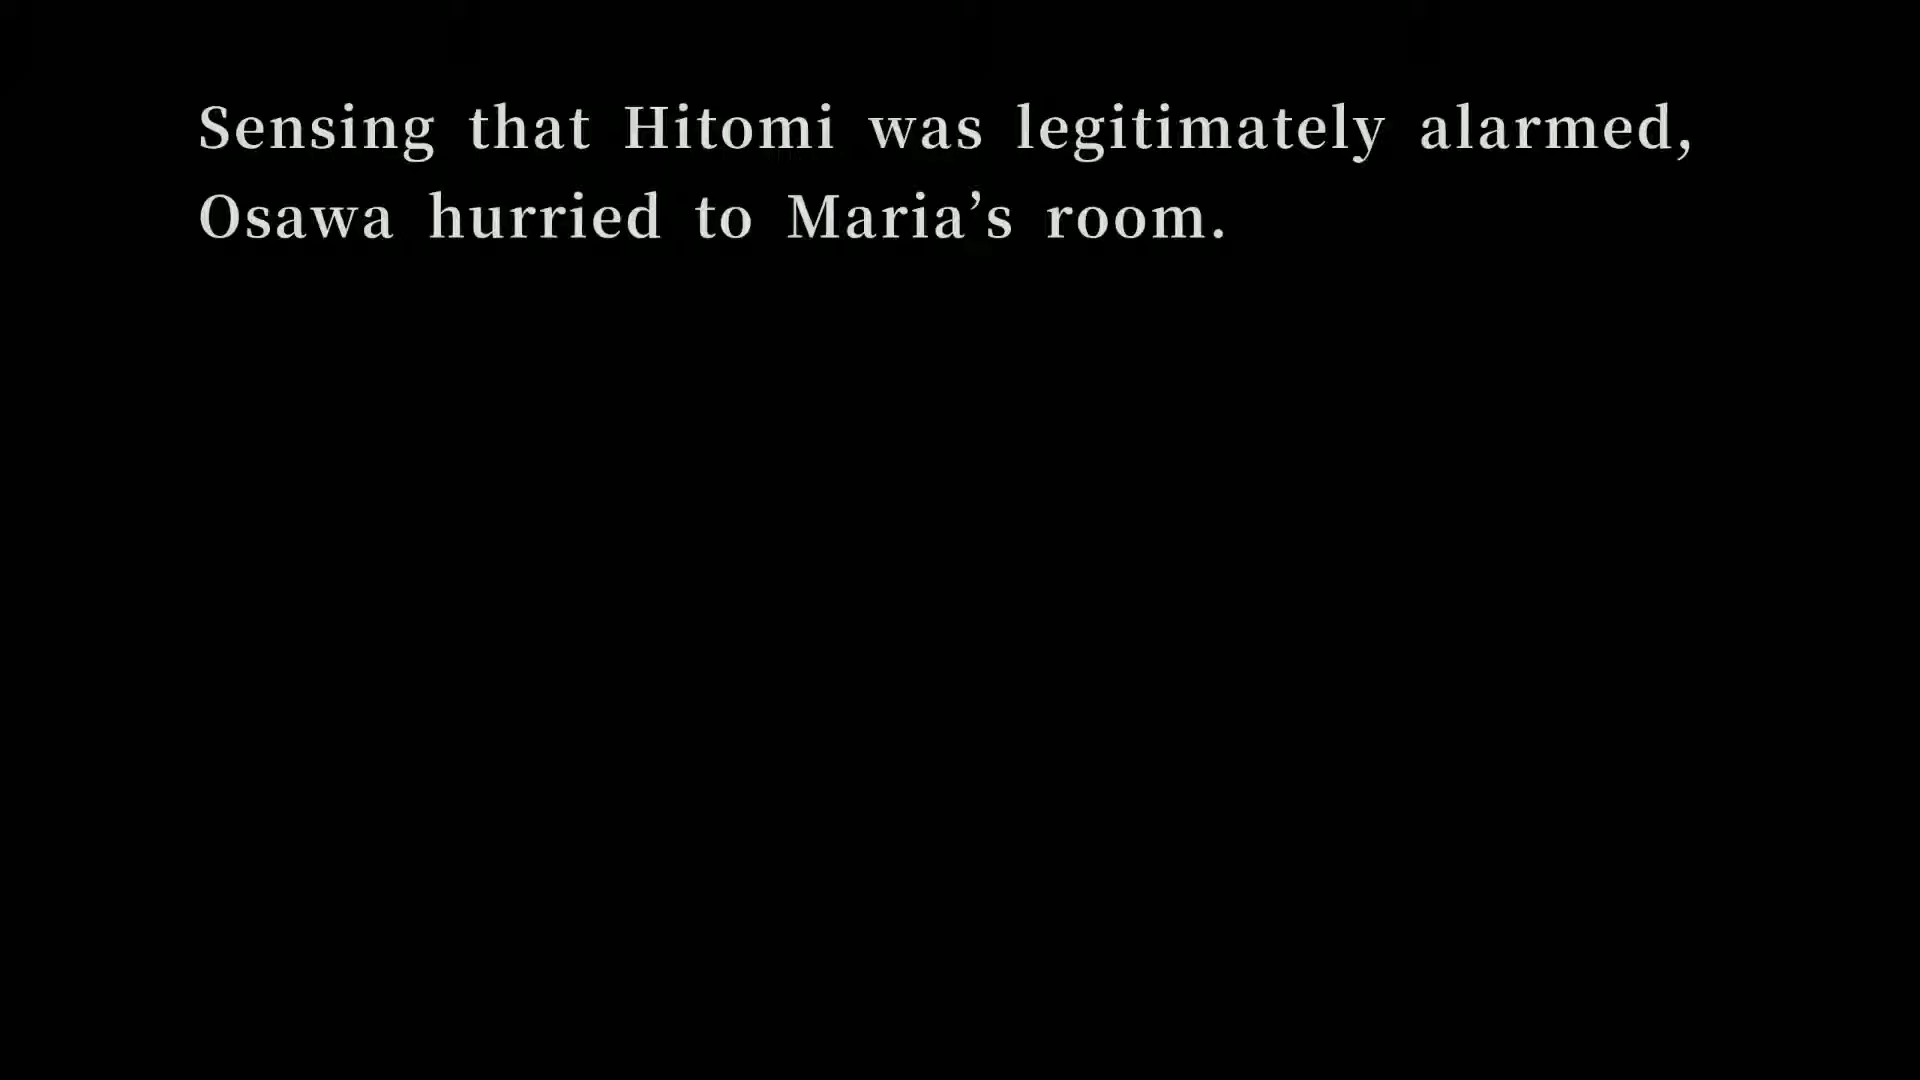 Sensing that Hitomi was legitimately alarmed,
Osawa hurried to Maria’s room.